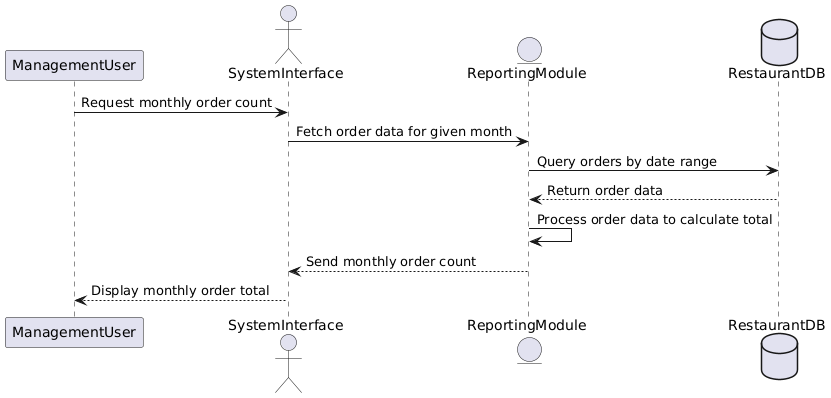 ManagementUser
SystemInterface
ReportingModule
RestaurantDB
Request monthly order count
Fetch order data for given month
Query orders by date range
Return order data
Process order data to calculate total
Send monthly order count
Display monthly order total
ManagementUser
SystemInterface
ReportingModule
RestaurantDB